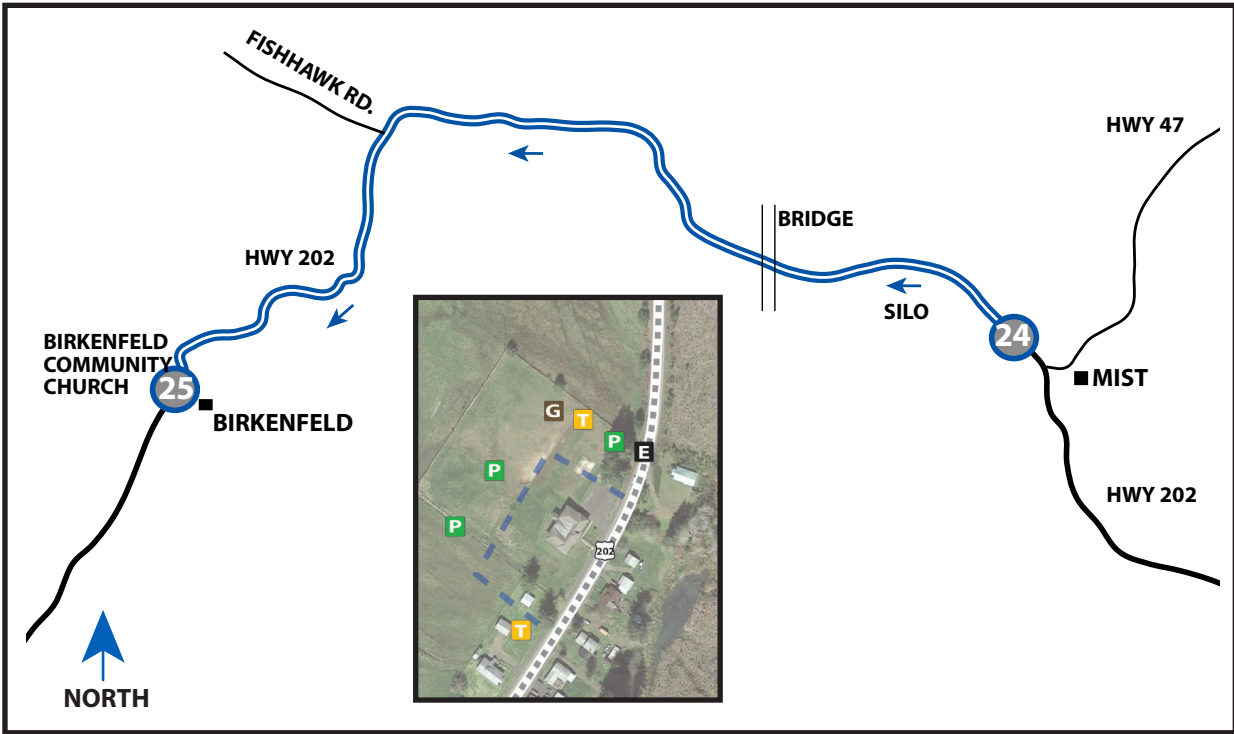 FISHHAWK RD.
HWY 47
BRIDGE
HWY 202
SILO
24
BIRKENFELD
COMMUNITY
CHURCH
25
MIST
BIRKENFELD
G
T
P
E
P
P
202
T
HWY 202
NORTH